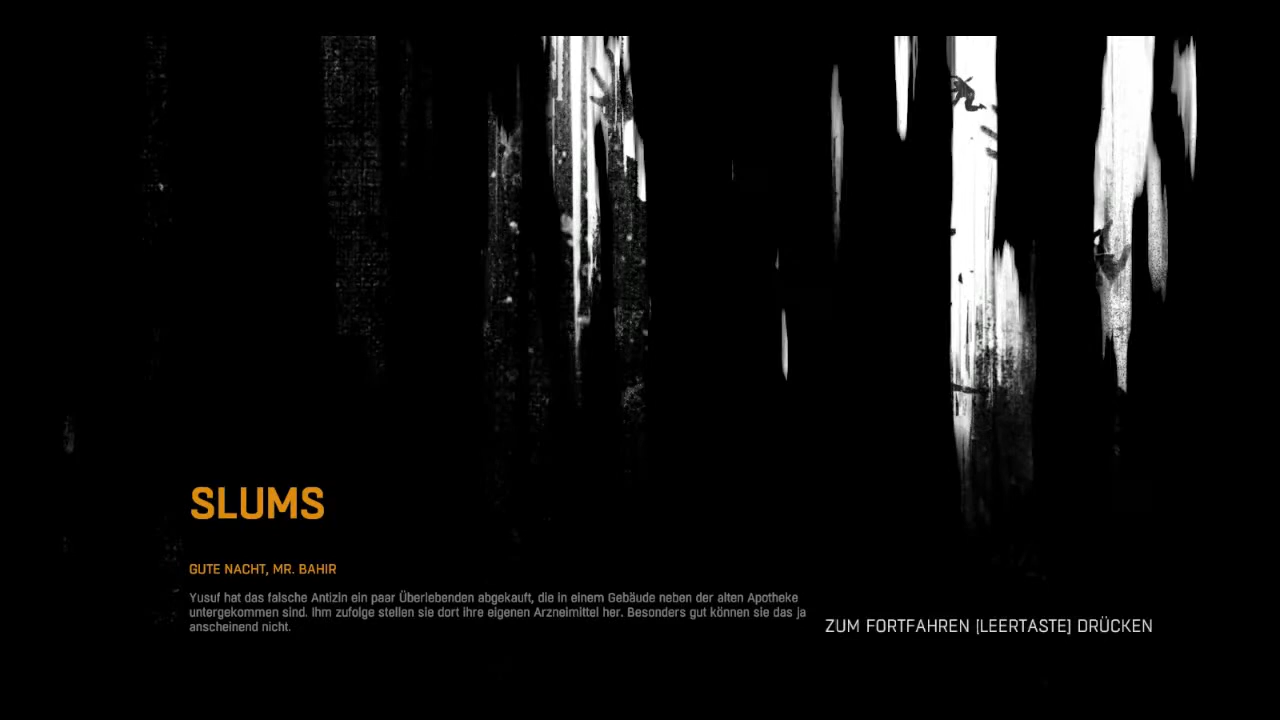 SLUMS
GUTE NACHT, MR. BAHIR
Yusuf hat das falsche Antizin ein paar Überlebenden abgekauft, die in einem Gebäude neben der alten Apotheke
untergekommen sind. Ihm zufolge stellen sie dort ihre eigenen Arzneimittel her. Besonders gut können sie das ja
anscheinend nicht.
ZUM FORTFAHREN [LEERTASTE] DRÜCKEN